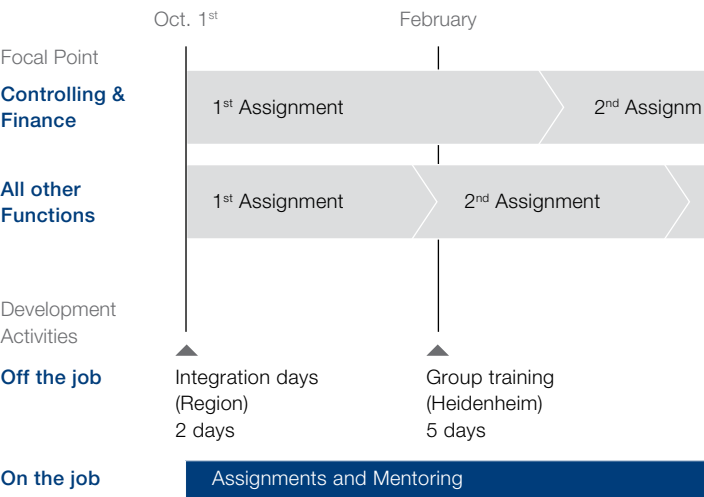 Oct. 1st February
Focal Point
Controlling &
Finance
1st Assignment 2nd Assignm
All other
Functions
1st Assignment 2nd Assignment
Development
Activities
Off the job
Integration days
(Region)
2 days
Group training
(Heidenheim)
5 days
On the job Assignments and Mentoring